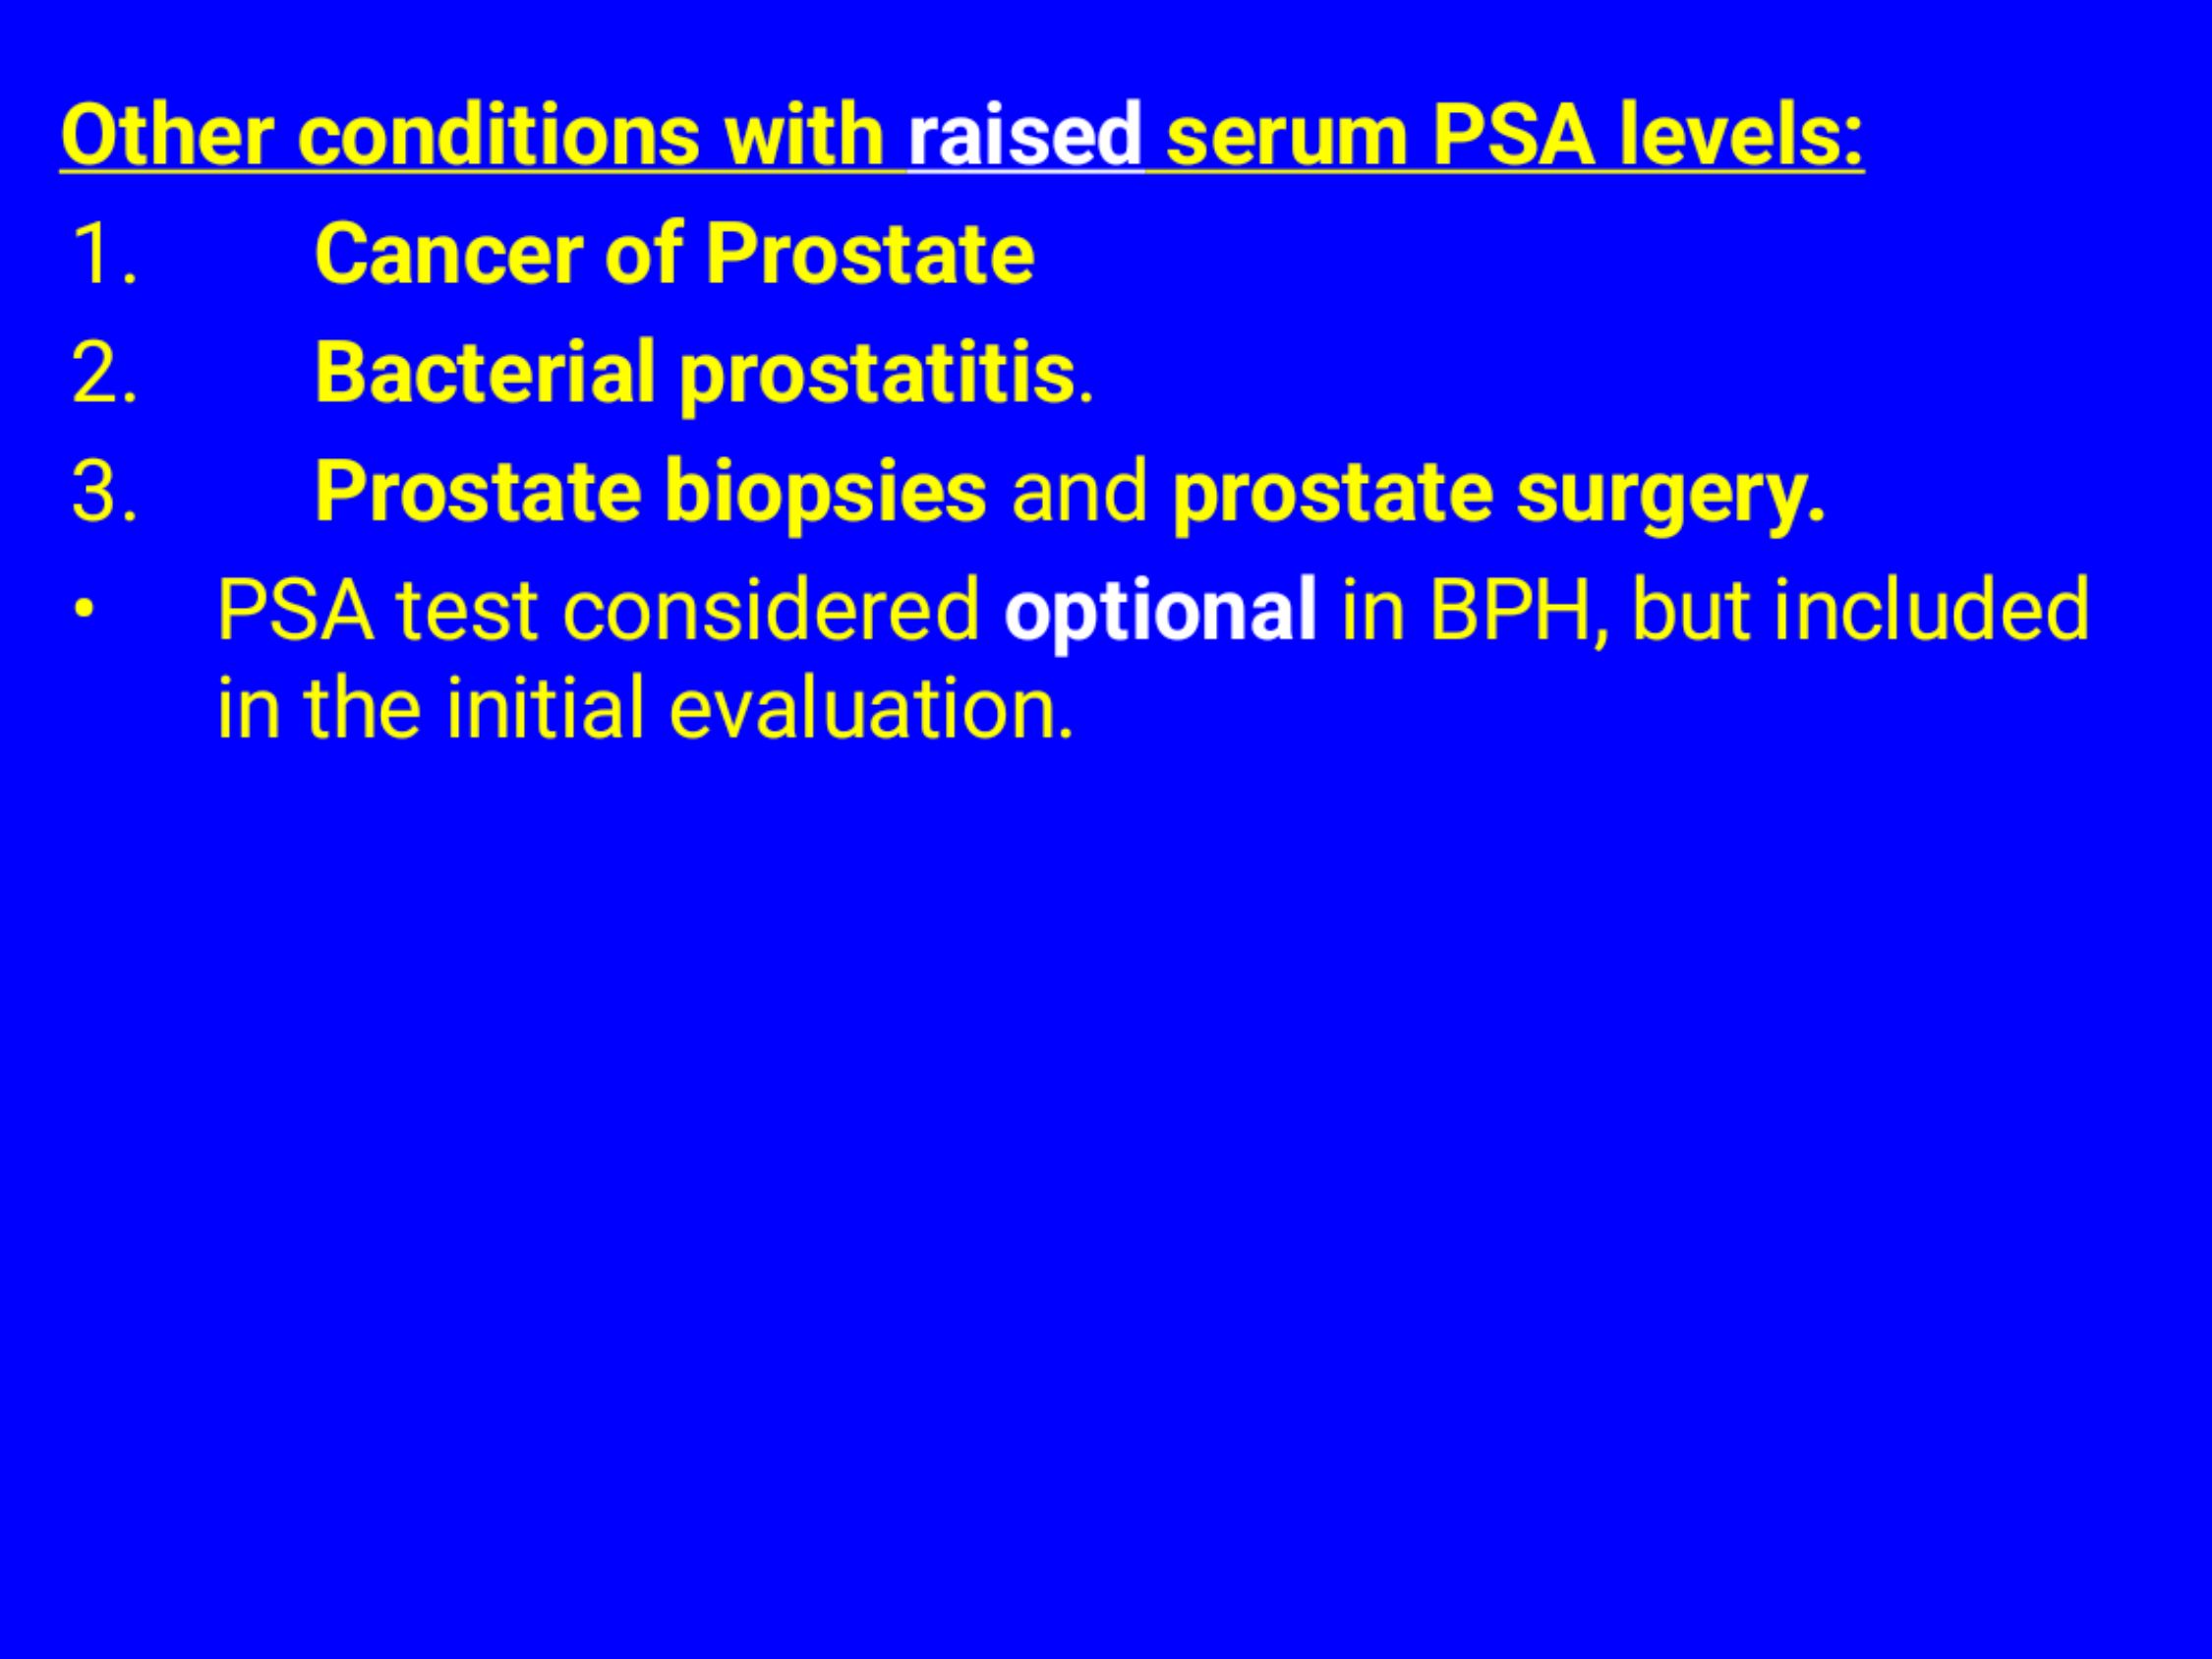 Other conditions with raised serum PSA levels:
1. Cancer of Prostate
2. Bacterial prostatitis.
3. Prostate biopsies and prostate surgery.
• PSA test considered optional in BPH, but included
in the initial evaluation.